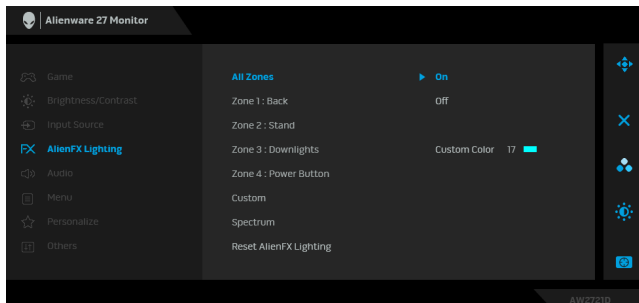 Alienware 27 Monitor
Game
Brightness/Contrast
Input Source
FX AlienFX Lighting
Audio
Menu
Personalize
Others
All Zones On
Zone 1 : Back Off
Zone 2 : Stand
Zone 3 : Downlights Custom Color 17
Zone 4 : Power Button
Custom
Spectrum
Reset AlienFX Lighting
AW2721D